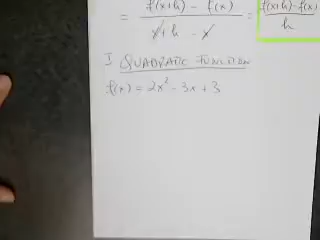 = f(x+h) - f(x) / x+h - x = f(x+h) - f(x) / h
I QUADRATIC FUNCTION
f(x) = 2x² - 3x + 3